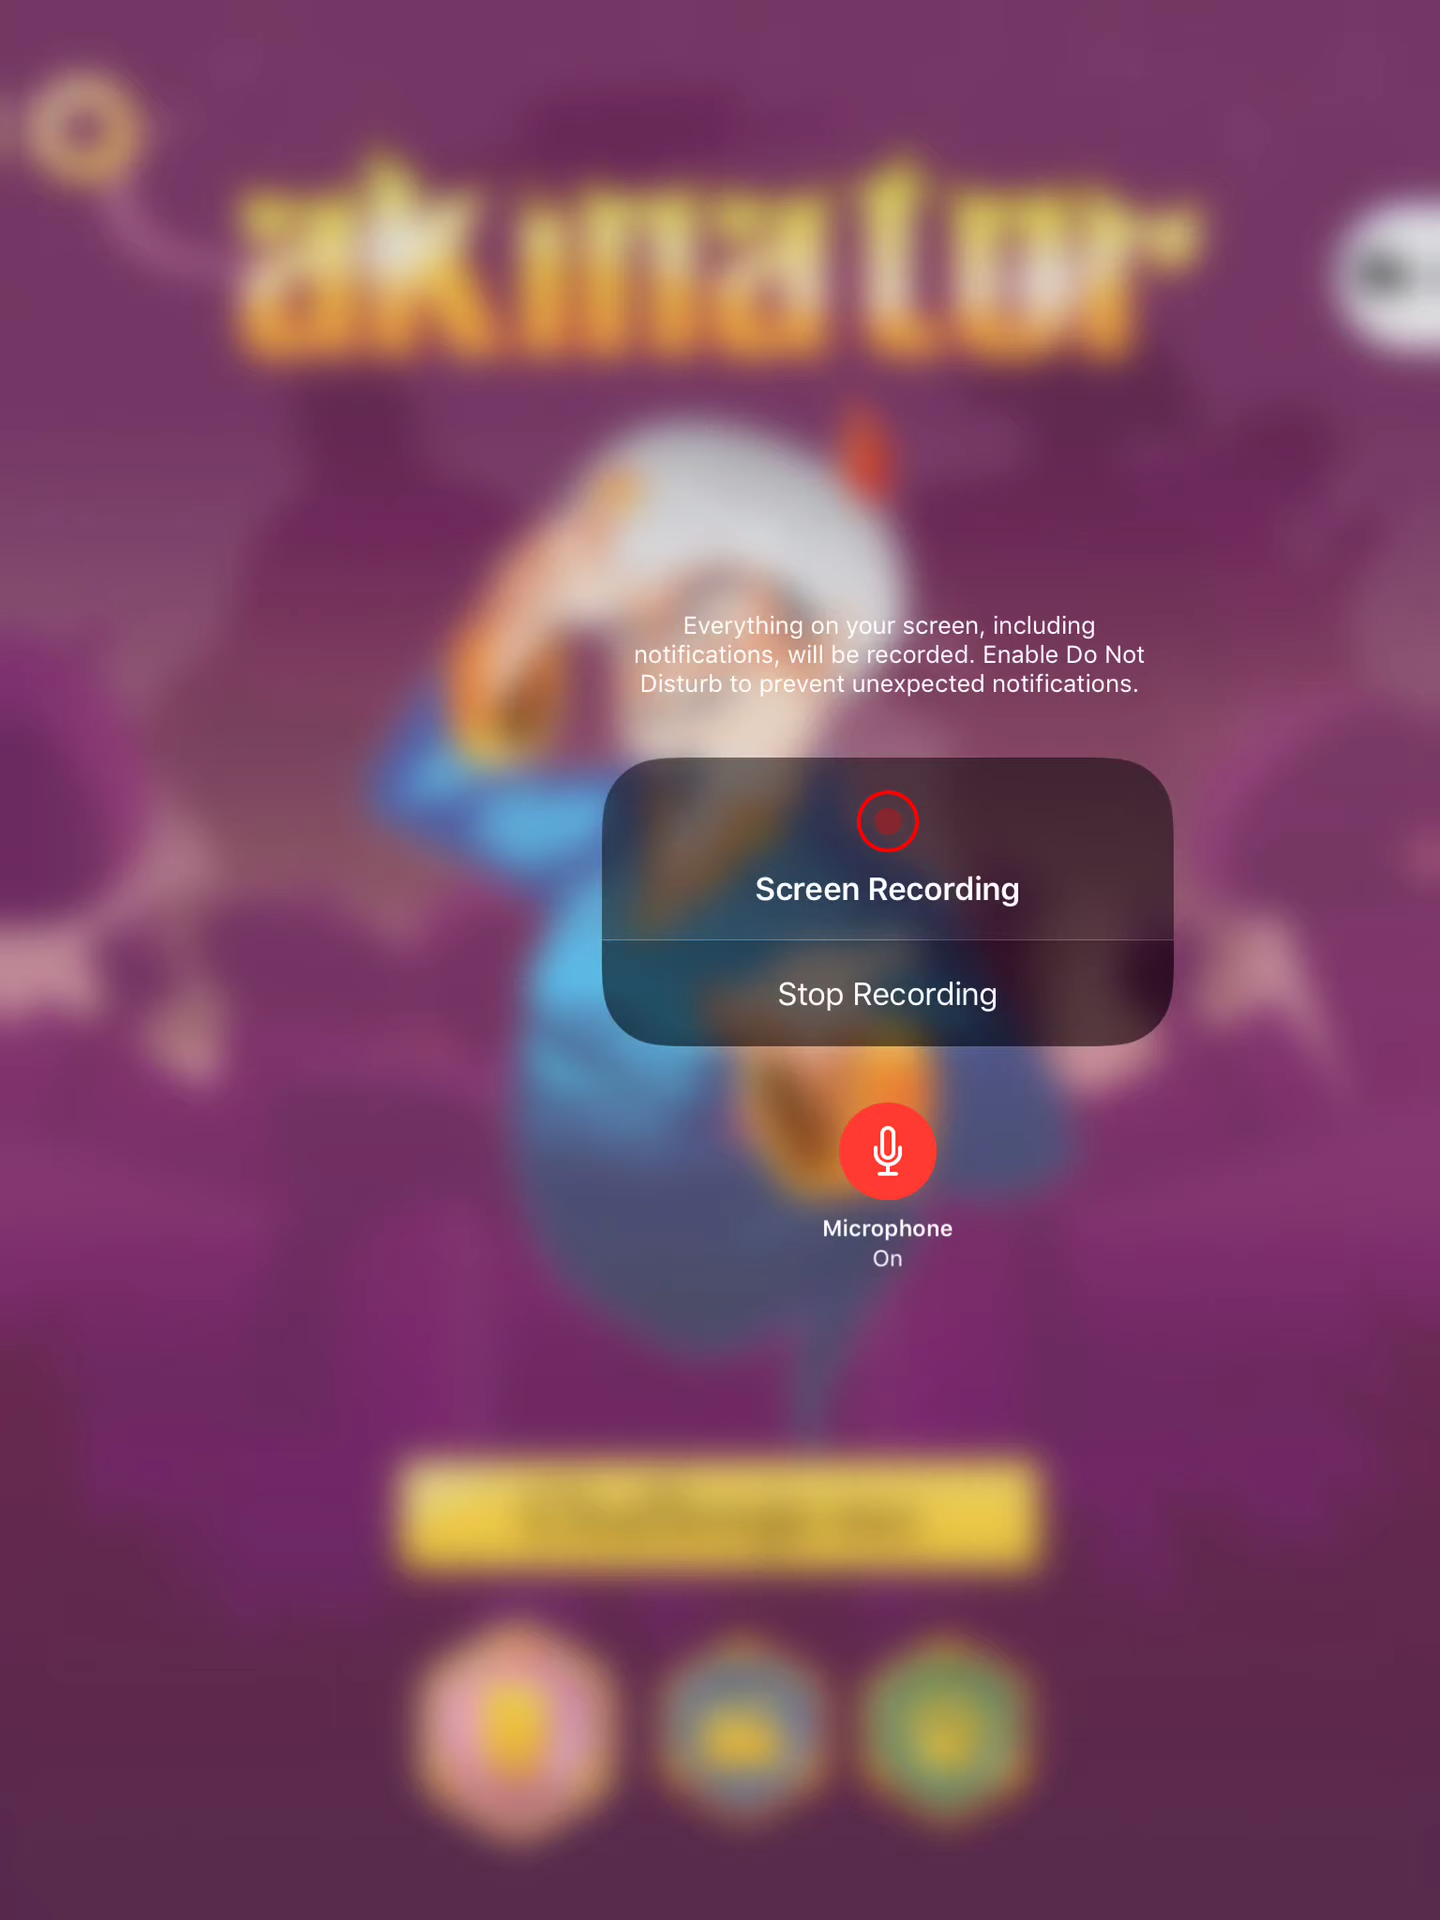 akinator
Everything on your screen, including
notifications, will be recorded. Enable Do Not
Disturb to prevent unexpected notifications.
Screen Recording
Stop Recording
Microphone
On